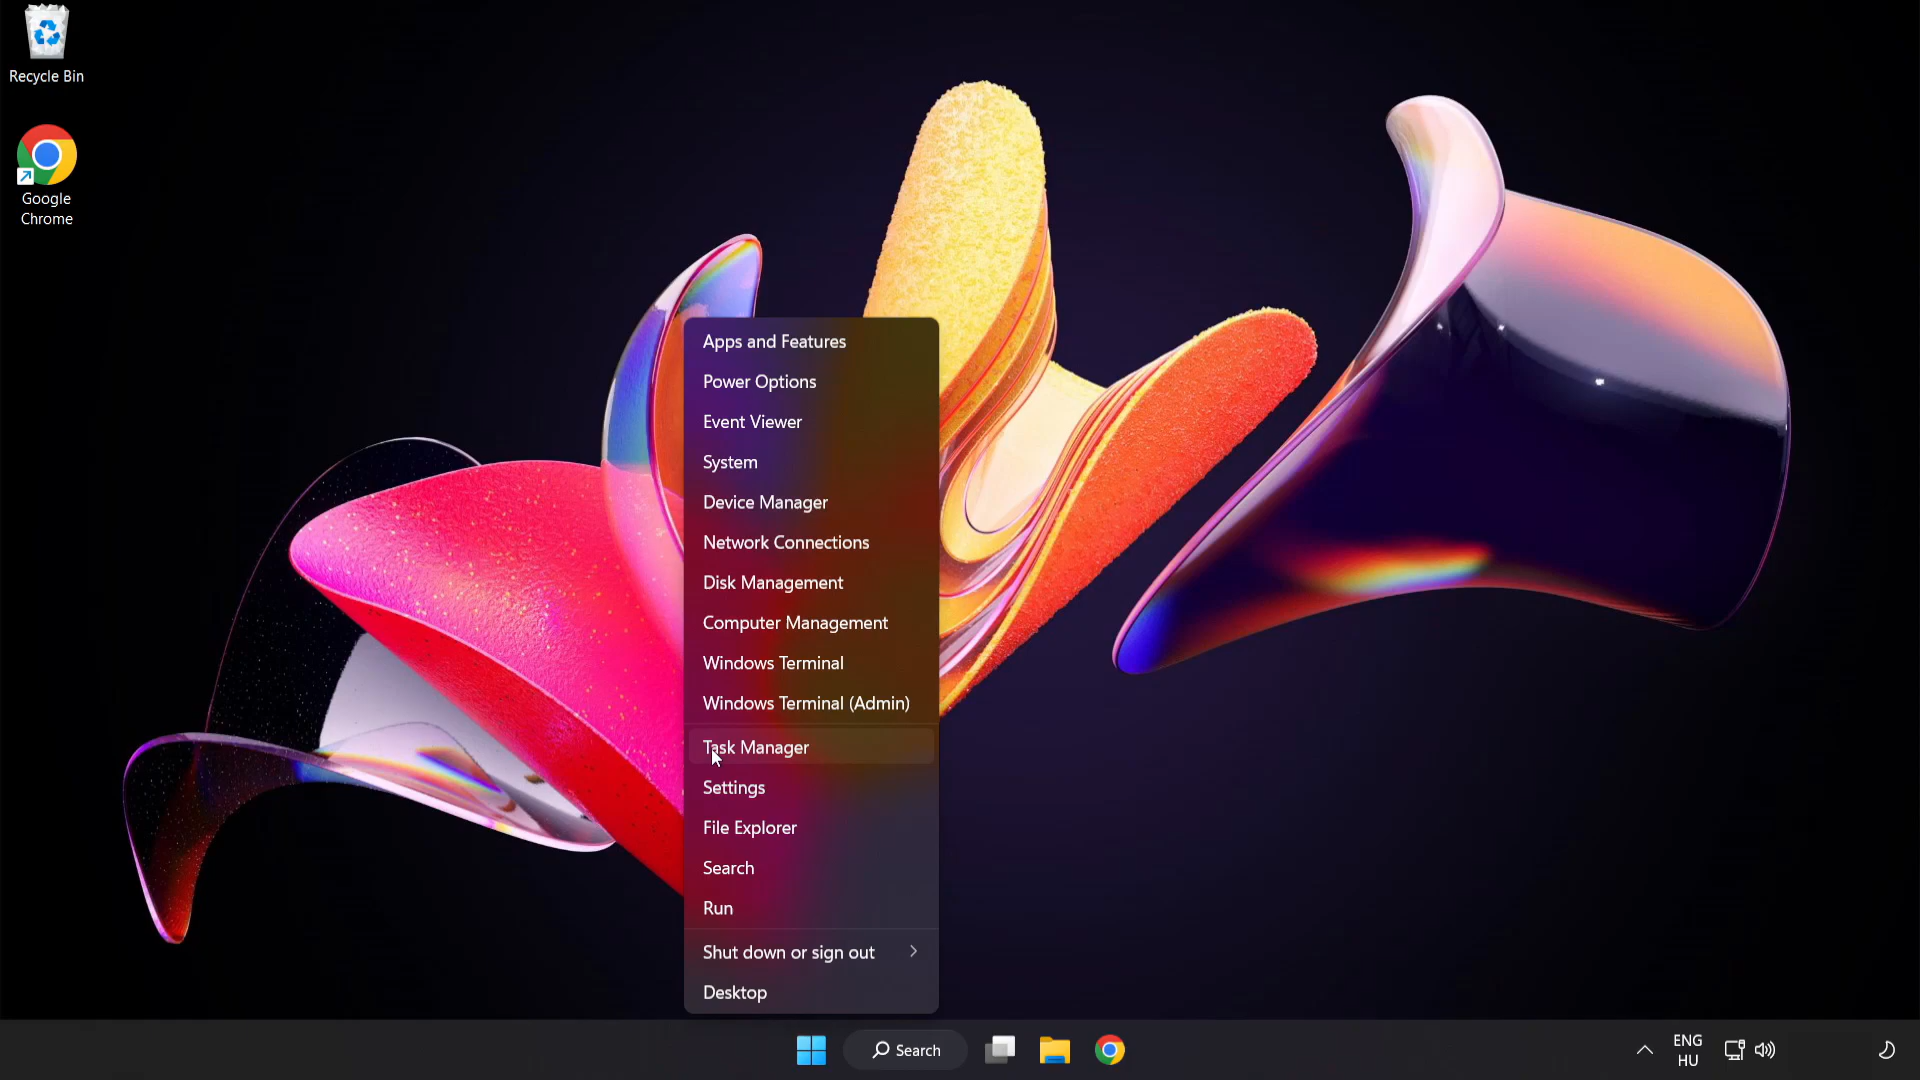 Recycle Bin
Google
Chrome
Apps and Features
Power Options
Event Viewer
System
Device Manager
Network Connections
Disk Management
Computer Management
Windows Terminal
Windows Terminal (Admin)
Task Manager
Settings
File Explorer
Search
Run
Shut down or sign out
Desktop
Search
ENG
HU